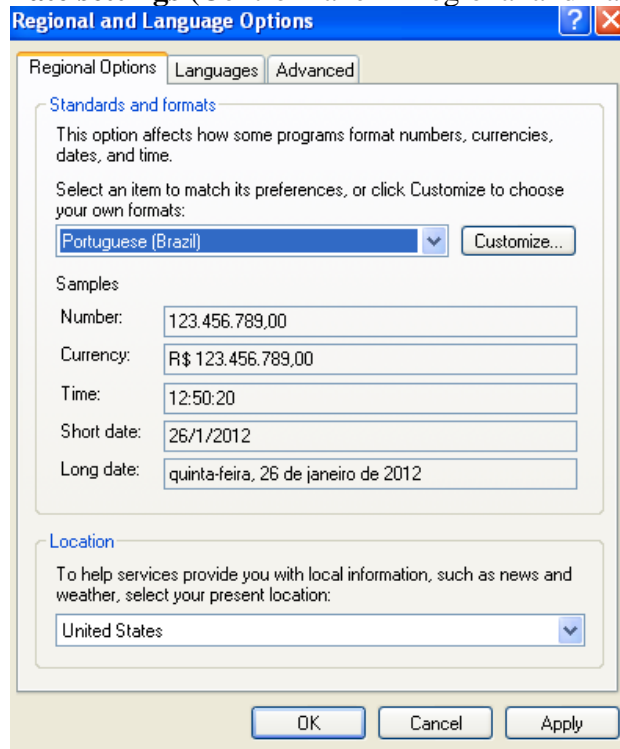 Regional and Language Options
Regional Options Languages Advanced
Standards and formats
This option affects how some programs format numbers, currencies,
dates, and time.
Select an item to match its preferences, or click Customize to choose
your own formats:
Portuguese (Brazil) Customize...
Samples
Number: 123.456.789,00
Currency: R$ 123.456.789,00
Time: 12:50:20
Short date: 26/1/2012
Long date: quinta-feira, 26 de janeiro de 2012
Location
To help services provide you with local information, such as news and
weather, select your present location:
United States
OK Cancel Apply